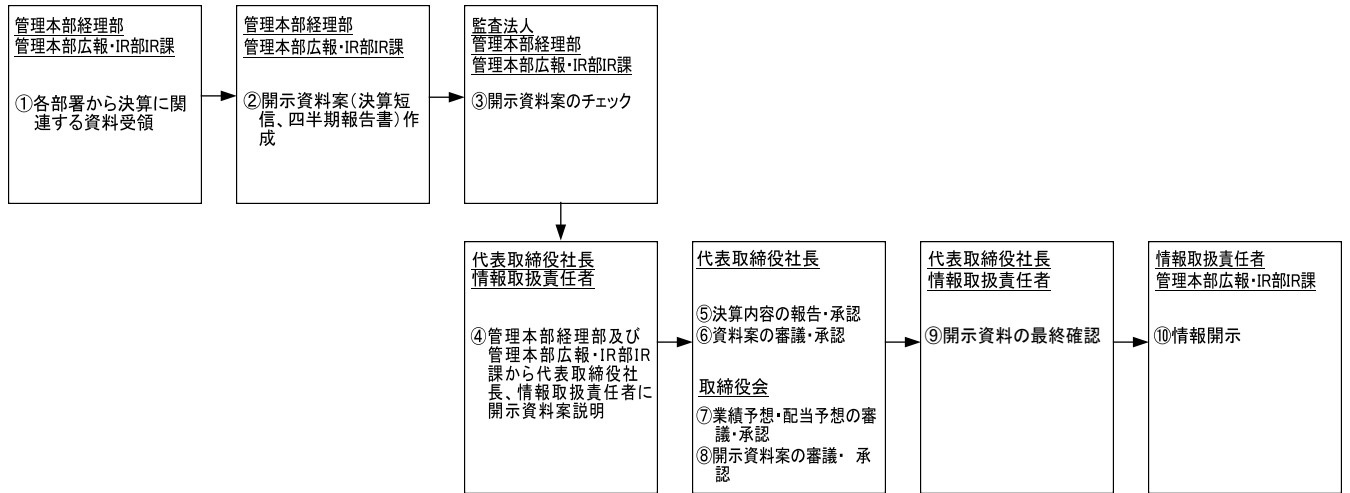 管理本部経理部
管理本部広報・IR部IR課
①各部署から決算に関
連する資料受領
管理本部経理部
管理本部広報・IR部IR課
②開示資料案（決算短
信、四半期報告書）作
成
監査法人
管理本部経理部
管理本部広報・IR部IR課
③開示資料案のチェック
代表取締役社長
情報取扱責任者
④管理本部経理部及び
管理本部広報・IR部IR
課から代表取締役社
長、情報取扱責任者に
開示資料案説明
代表取締役社長
⑤決算内容の報告・承認
⑥資料案の審議・承認
取締役会
⑦業績予想・配当予想の審
議・承認
⑧開示資料案の審議・ 承
認
代表取締役社長
情報取扱責任者
⑨開示資料の最終確認
情報取扱責任者
管理本部広報・IR部IR課
⑩情報開示